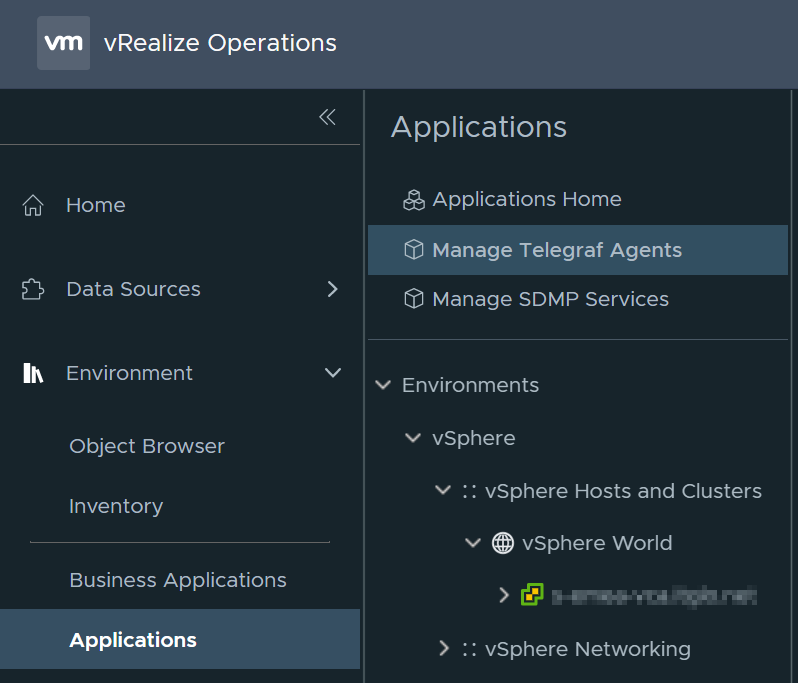 vm vRealize Operations
Home
Data Sources
Environment
Object Browser
Inventory
Business Applications
Applications
Applications
Applications Home
Manage Telegraf Agents
Manage SDMP Services
Environments
vSphere
vSphere Hosts and Clusters
vSphere World
vSphere Networking